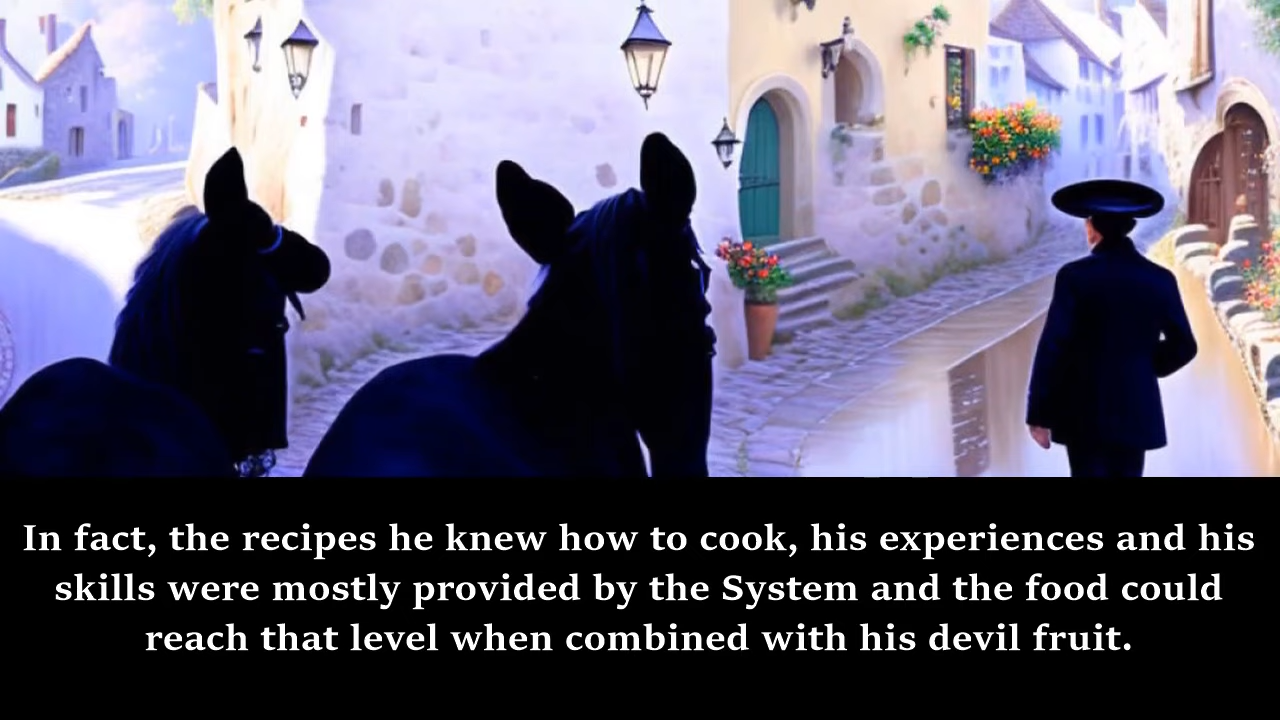 In fact, the recipes he knew how to cook, his experiences and his
skills were mostly provided by the System and the food could
reach that level when combined with his devil fruit.